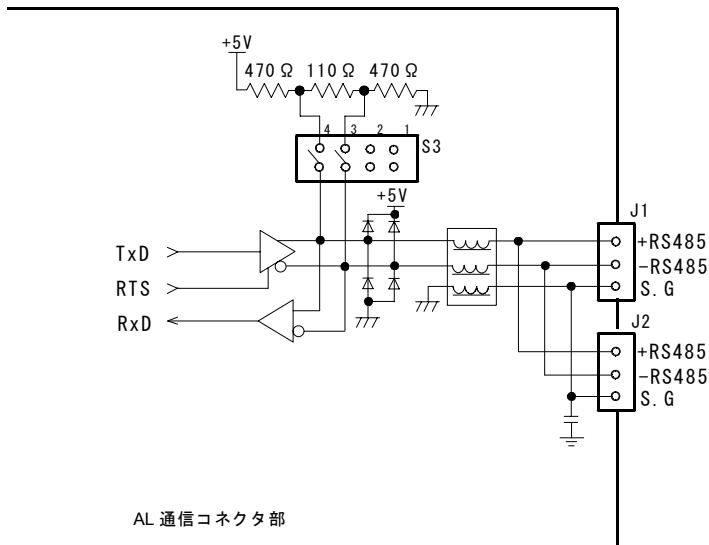 +5V
470Ω 110Ω 470Ω
4 3 2 1
S3
+5V
J1
TxD
+RS485
-RS485
RTS
S.G
RxD
J2
+RS485
-RS485
S.G
AL 通信コネクタ部